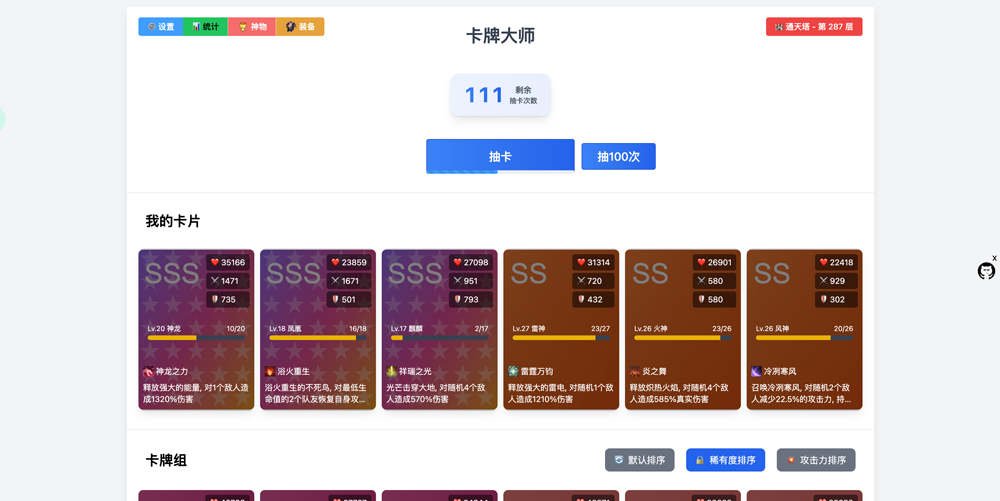 设置
统计
神物
装备
卡牌大师
通天塔 - 第 287 层
111
剩余
抽卡次数
抽卡
抽100次
x
我的卡片
SSS
35166
1471
735
Lv.20 神龙
10/20
神龙之力
释放强大的能量, 对1个敌人造
成1320%伤害
SSS
23859
1671
501
Lv.18 凤凰
16/18
浴火重生
浴火重生的不死鸟, 对最低生
命值的2个队友恢复自身攻...
SSS
27098
951
793
Lv.17 麒麟
2/17
祥瑞之光
光芒击穿大地, 对随机4个敌
人造成570%伤害
SS
31314
720
432
Lv.27 雷神
23/27
雷霆万钧
释放强大的雷电, 对随机1个敌
人造成1210%伤害
SS
26901
580
580
Lv.26 火神
23/26
炎之舞
释放炽热火焰, 对随机4个敌
人造成585%真实伤害
SS
22418
929
302
Lv.26 风神
20/26
冷冽寒风
召唤冷冽寒风, 对随机2个敌
人减少22.5%的攻击力, 持...
卡牌组
默认排序
稀有度排序
攻击力排序